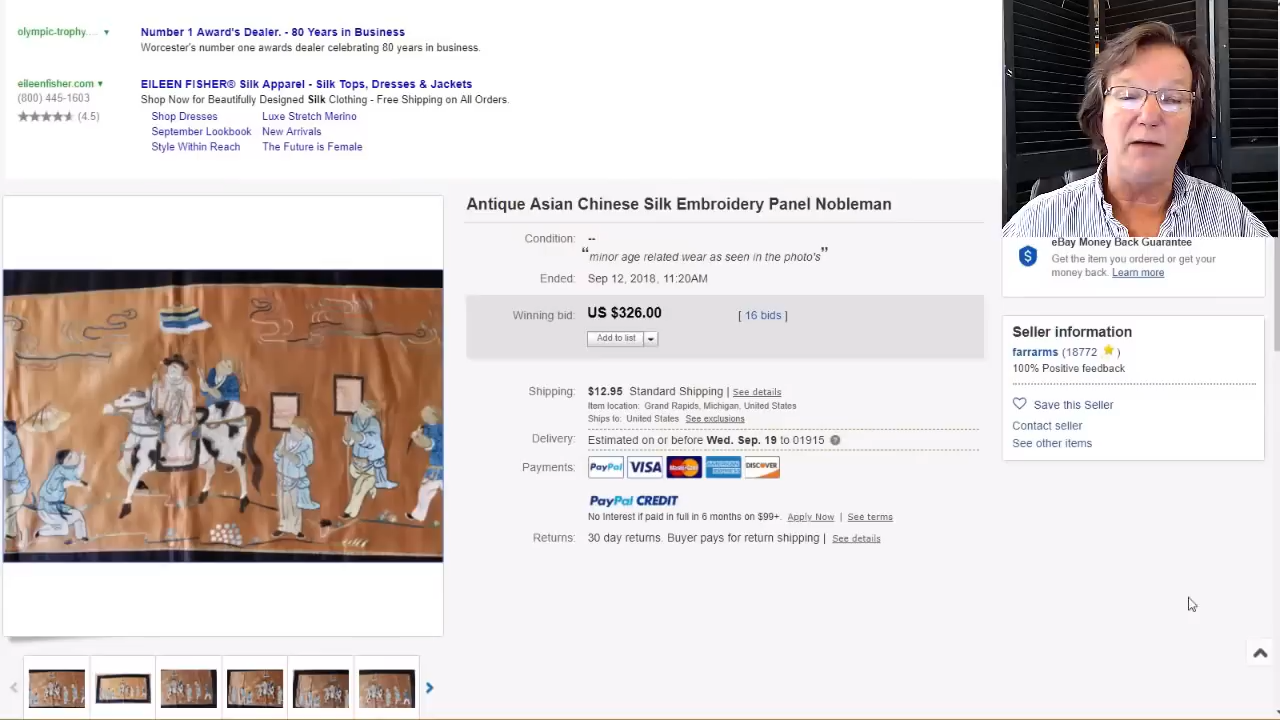 olympic-trophy....
Number 1 Award's Dealer. - 80 Years in Business
Worcester's number one awards dealer celebrating 80 years in business.
eileenfisher.com
EILEEN FISHER® Silk Apparel - Silk Tops, Dresses & Jackets
(800) 445-1603
Shop Now for Beautifully Designed Silk Clothing - Free Shipping on All Orders.
(4.5)
Shop Dresses
Luxe Stretch Merino
September Lookbook
New Arrivals
Style Within Reach
The Future is Female
Antique Asian Chinese Silk Embroidery Panel Nobleman
Condition:
--
"minor age related wear as seen in the photo's"
Ended:
Sep 12, 2018, 11:20AM
Winning bid:
US $326.00
[ 16 bids ]
Add to list
Shipping:
$12.95 Standard Shipping | See details
Item location: Grand Rapids, Michigan, United States
Ships to: United States See exclusions
Delivery:
Estimated on or before Wed. Sep. 19 to 01915
Payments:
PayPal VISA MasterCard AMERICAN EXPRESS DISCOVER
PayPal CREDIT
No Interest if paid in full in 6 months on $99+. Apply Now | See terms
Returns:
30 day returns. Buyer pays for return shipping | See details
eBay Money Back Guarantee
Get the item you ordered or get your
money back. Learn more
Seller information
farrarms (18772 )
100% Positive feedback
Save this Seller
Contact seller
See other items